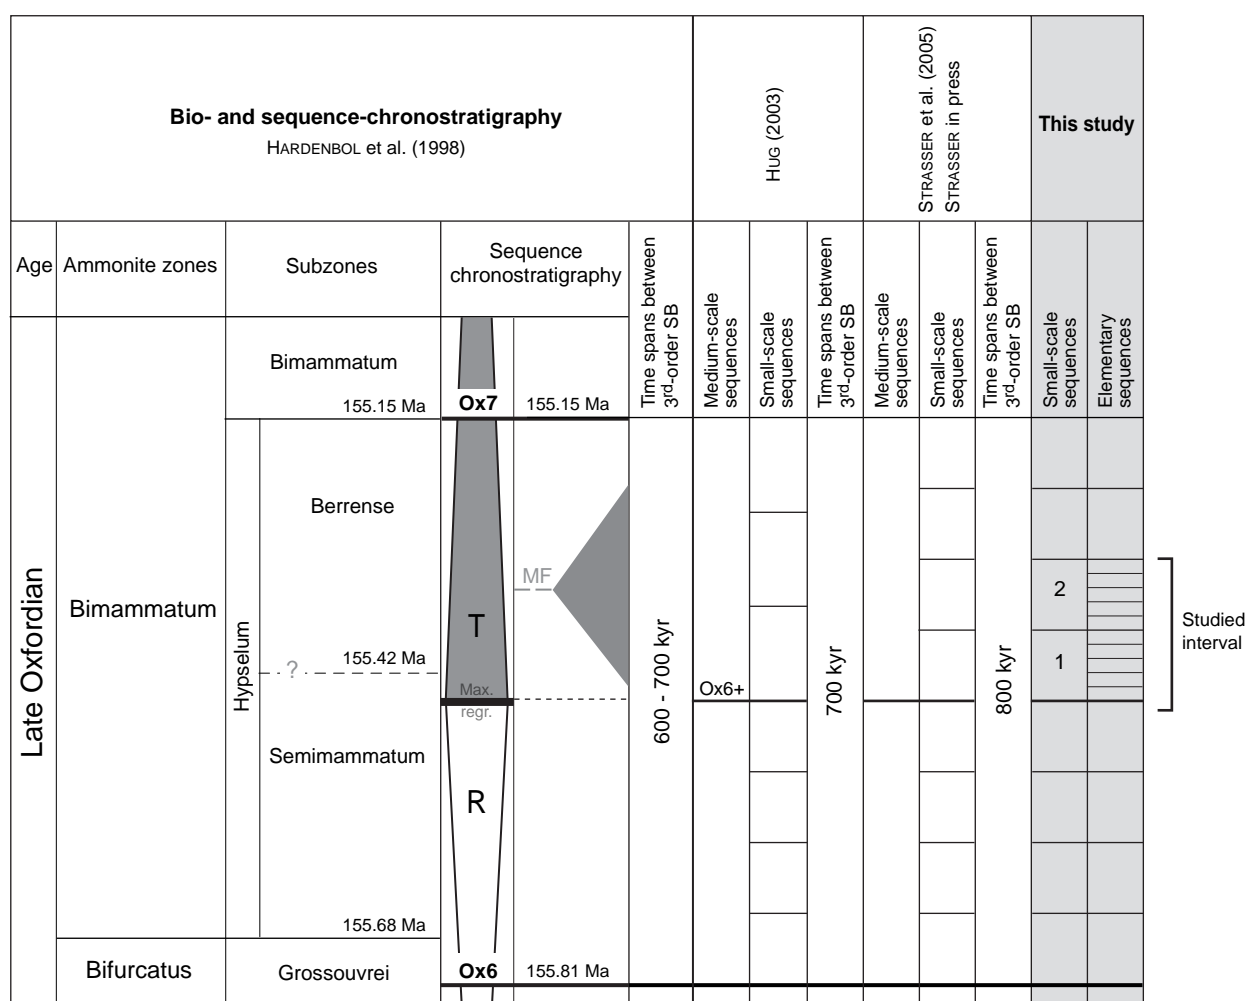 Bio- and sequence-chronostratigraphy
HARDENBOL et al. (1998)
HUG (2003)
STRASSER et al. (2005)
STRASSER in press
This study
Age
Ammonite zones
Subzones
Sequence
chronostratigraphy
Time spans between
3rd-order SB
Medium-scale
sequences
Small-scale
sequences
Time spans between
3rd-order SB
Medium-scale
sequences
Small-scale
sequences
Time spans between
3rd-order SB
Small-scale
sequences
Elementary
sequences
Late Oxfordian
Bimammatum
Bifurcatus
Hypselum
Bimammatum
155.15 Ma
Berrense
155.42 Ma
?
Semimammatum
155.68 Ma
Grossouvrei
Ox7
155.15 Ma
MF
T
Max.
regr.
R
Ox6
155.81 Ma
600 - 700 kyr
Ox6+
700 kyr
800 kyr
2
1
Studied
interval